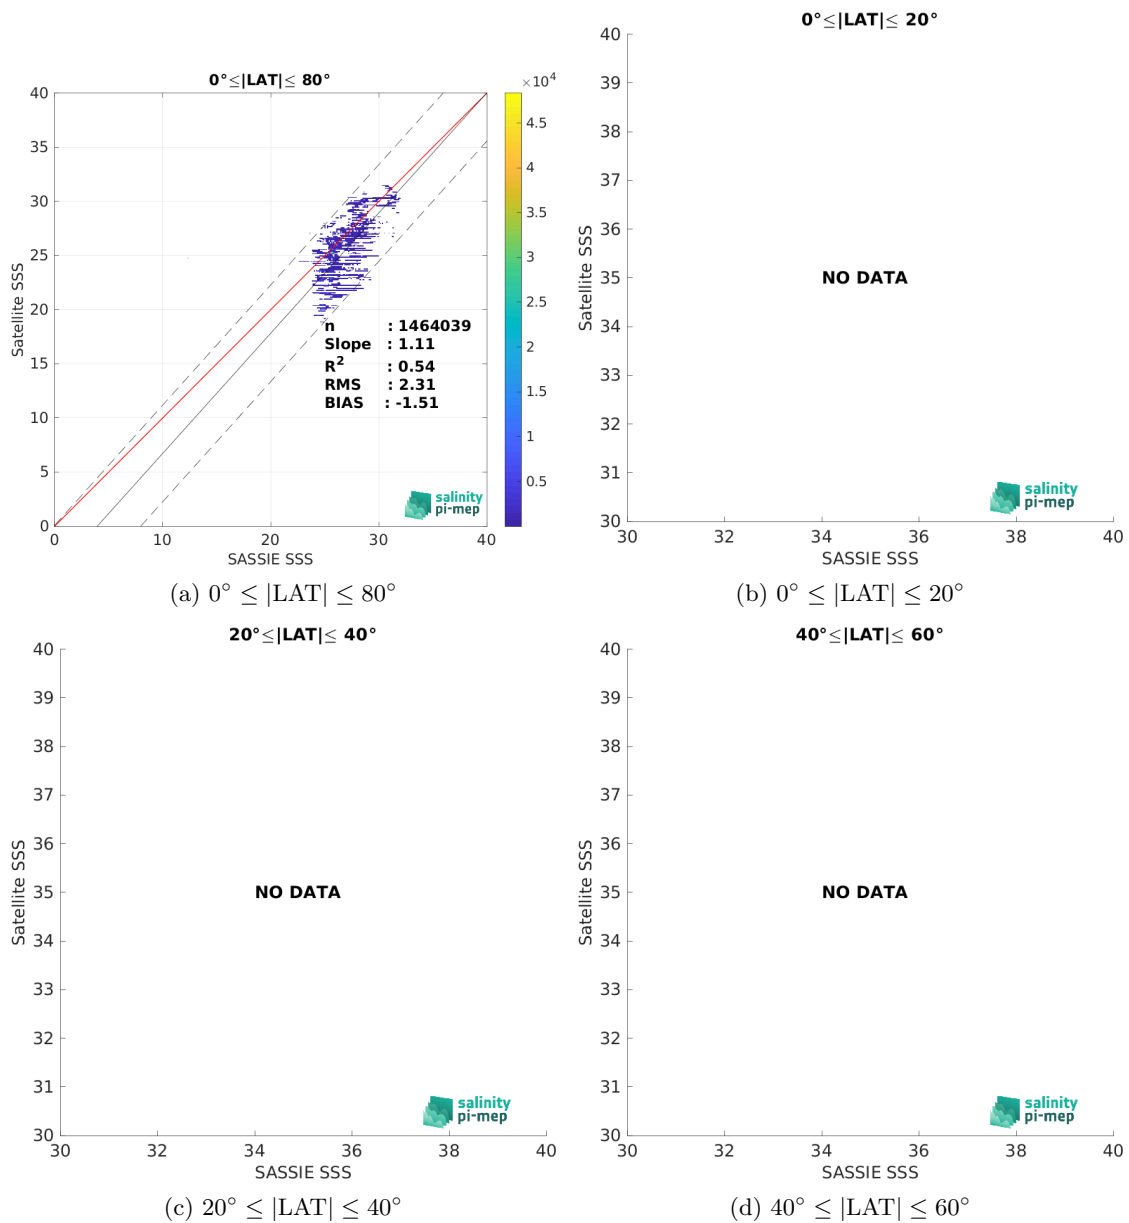 0°≤|LAT|≤ 80°
×10⁴
40
35
30
25
20
15
10
5
0
0
10
20
30
40
4.5
4
3.5
3
2.5
2
1.5
1
0.5
Satellite SSS
SASSIE SSS
n : 1464039
Slope : 1.11
R² : 0.54
RMS : 2.31
BIAS : -1.51
salinity
pi-mep
(a) 0° ≤ |LAT| ≤ 80°
0°≤|LAT|≤ 20°
40
39
38
37
36
35
34
33
32
31
30
30
32
34
36
38
40
Satellite SSS
SASSIE SSS
NO DATA
salinity
pi-mep
(b) 0° ≤ |LAT| ≤ 20°
20°≤|LAT|≤ 40°
40
39
38
37
36
35
34
33
32
31
30
30
32
34
36
38
40
Satellite SSS
SASSIE SSS
NO DATA
salinity
pi-mep
(c) 20° ≤ |LAT| ≤ 40°
40°≤|LAT|≤ 60°
40
39
38
37
36
35
34
33
32
31
30
30
32
34
36
38
40
Satellite SSS
SASSIE SSS
NO DATA
salinity
pi-mep
(d) 40° ≤ |LAT| ≤ 60°